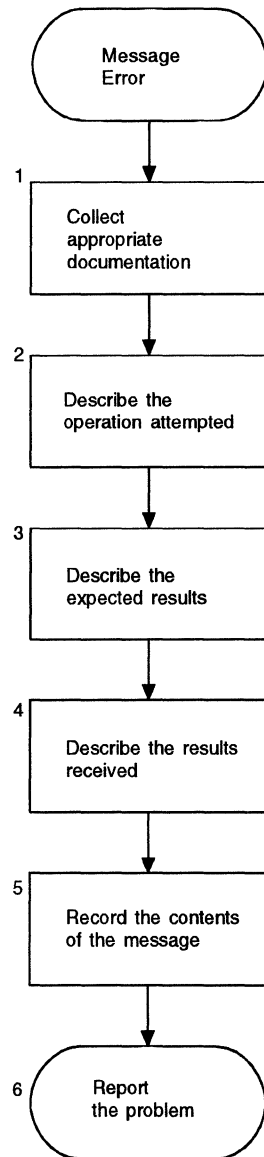 Message
Error
1
Collect
appropriate
documentation
2
Describe the
operation attempted
3
Describe the
expected results
4
Describe the results
received
5
Record the contents
of the message
6
Report
the problem